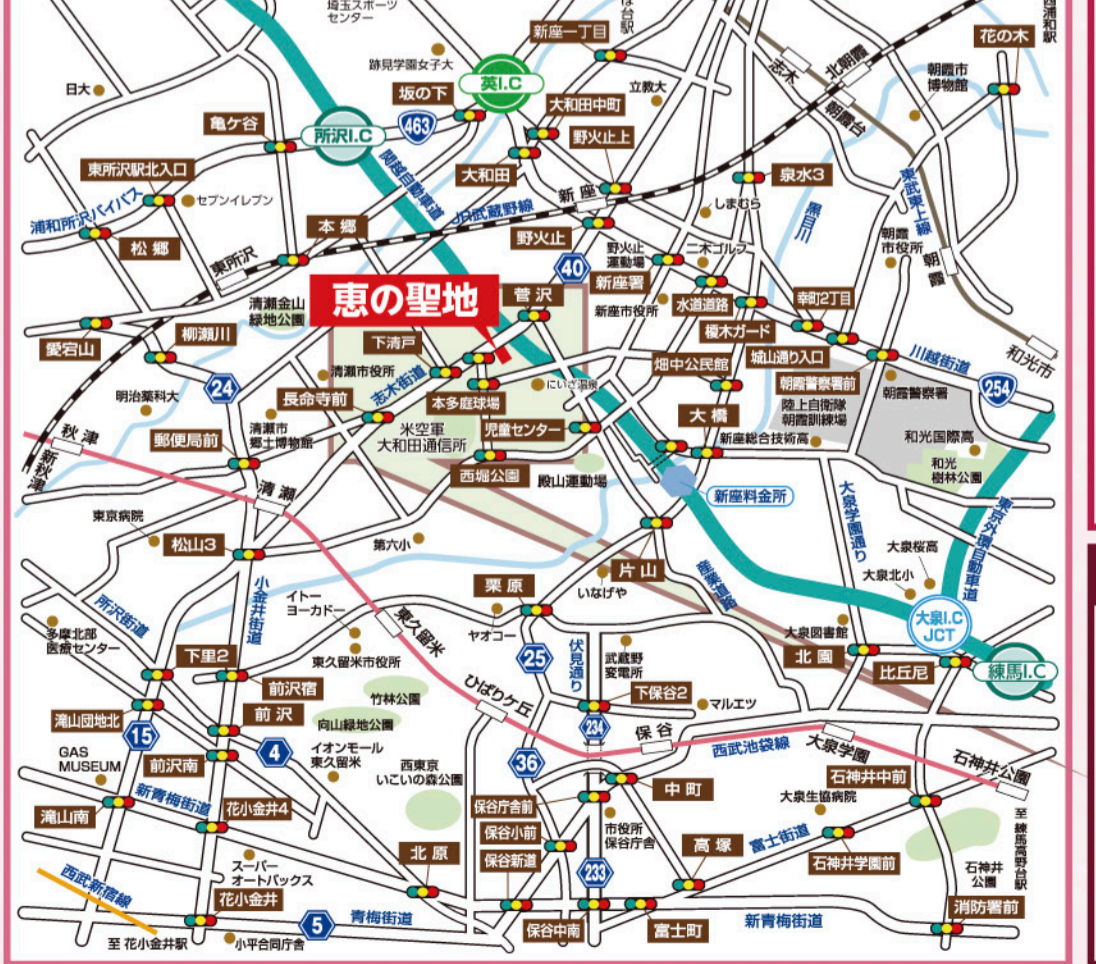 埼玉スポーツ
センター
新座一丁目
西浦和駅
花の木
跡見学園女子大
英I.C
志木
北朝霞
朝霞市
博物館
日大
坂の下
立教大
大和田中町
朝霞台
亀ケ谷
所沢I.C
463
野火止上
東所沢駅北入口
関越自動車道
大和田
泉水3
東武東上線
浦和所沢バイパス
セブンイレブン
新座
JR武蔵野線
しまむら
黒目川
松郷
本郷
野火止
野火止
運動場
二木ゴルフ
朝霞
市役所
東所沢
40
新座署
朝霞
恵の聖地
菅沢
清瀬金山
緑地公園
新座市役所
水道道路
幸町2丁目
愛宕山
柳瀬川
下清戸
榎木ガード
川越街道
和光市
清瀬市役所
畑中公民館
城山通り入口
24
志木街道
にいざ温泉
朝霞警察署前
朝霞警察署
254
明治薬科大
長命寺前
本多庭球場
大橋
陸上自衛隊
朝霞訓練場
清瀬市
郷土博物館
米空軍
大和田通信所
児童センター
新座総合技術高
和光国際高
秋津
郵便局前
新秋津
西堀公園
殿山運動場
和光
樹林公園
清瀬
新座料金所
大泉学園通り
東京外環自動車道
東京病院
松山3
第六小
片山
大泉桜高
産業道路
大泉北小
所沢街道
小金井街道
イトー
ヨーカドー
栗原
いなげや
東久留米
ヤオコー
大泉I.C
JCT
多摩北部
医療センター
大泉図書館
伏見通り
下里2
東久留米市役所
25
武蔵野
変電所
北園
比丘尼
練馬I.C
前沢宿
竹林公園
ひばりケ丘
下保谷2
マルエツ
滝山団地北
前沢
向山緑地公園
234
保谷
15
4
西武池袋線
大泉学園
GAS
MUSEUM
前沢南
イオンモール
東久留米
西東京
いこいの森公園
36
石神井公園
石神井中前
新青梅街道
中町
大泉生協病院
滝山南
花小金井4
保谷庁舎前
至 練馬高野台駅
保谷小前
市役所
保谷庁舎
富士街道
北原
保谷新道
高塚
石神井学園前
スーパー
オートバックス
233
石神井
公園
西武新宿線
花小金井
消防署前
5
青梅街道
保谷中南
富士町
新青梅街道
至 花小金井駅
小平合同庁舎